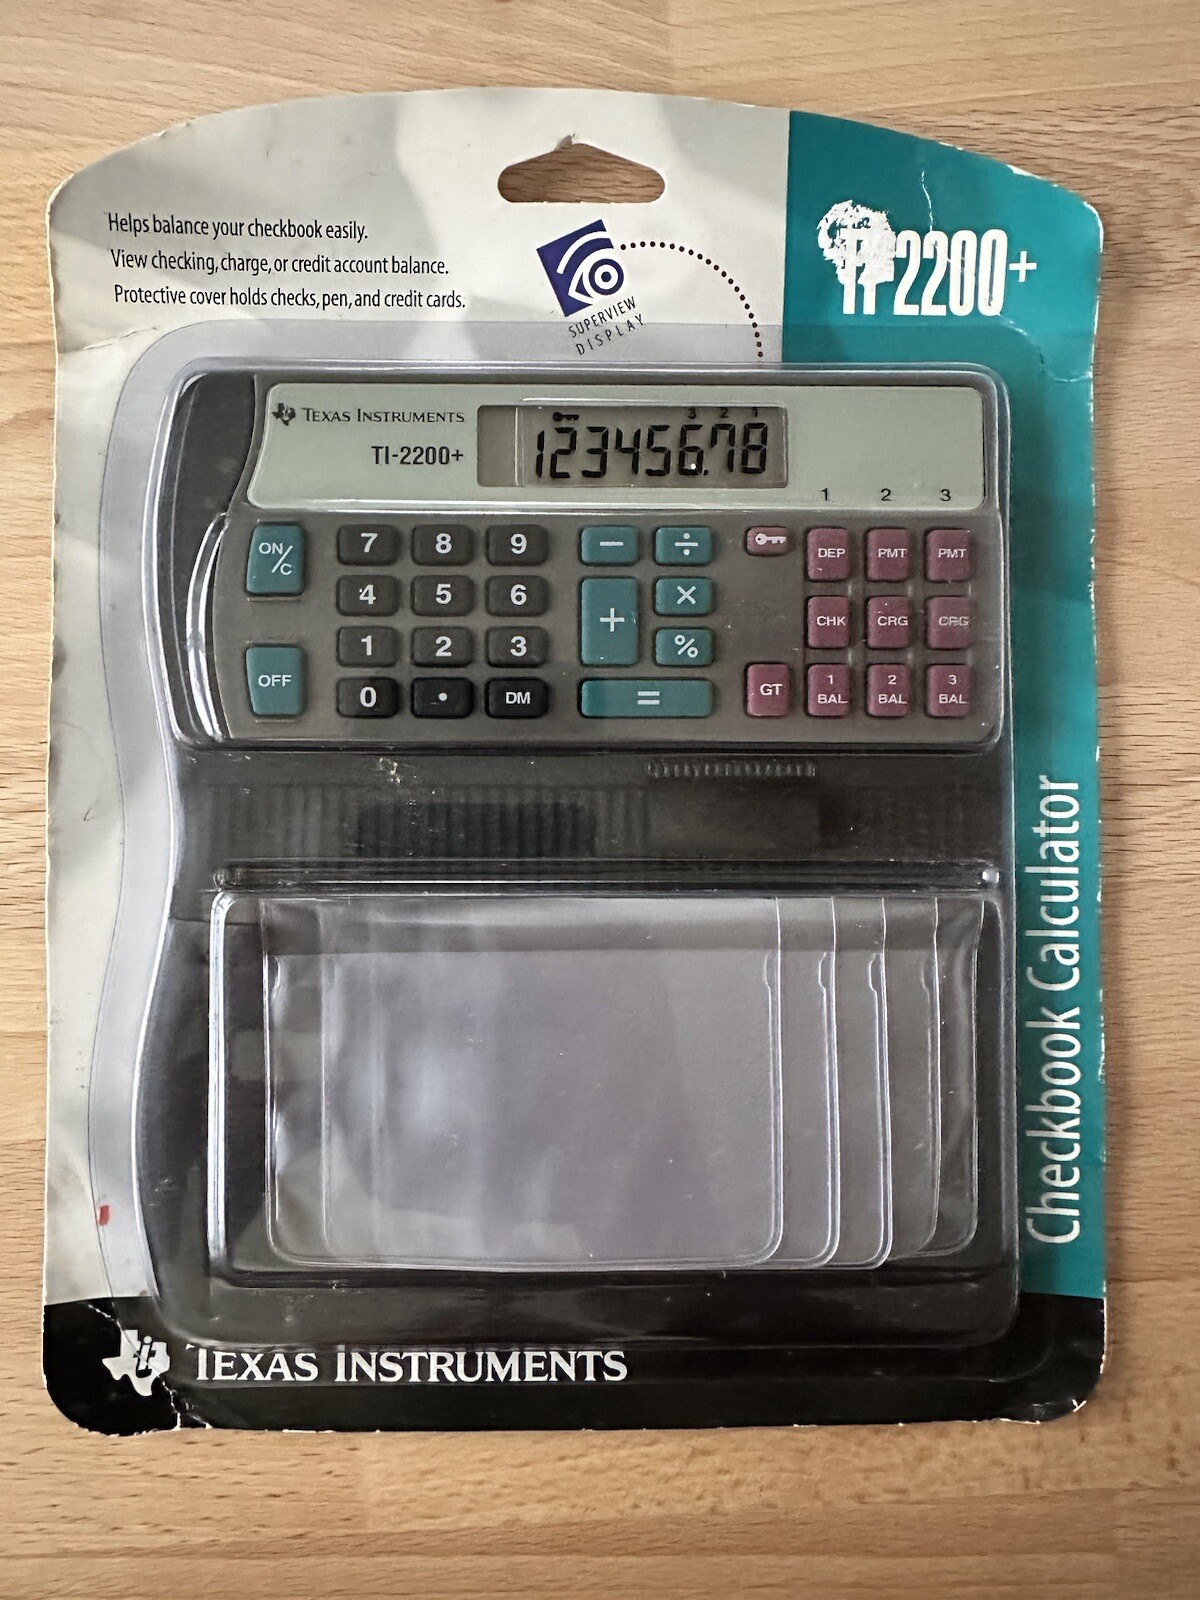 Helps balance your checkbook easily.
View checking, charge, or credit account balance.
Protective cover holds checks, pen, and credit cards.
SUPERVIEW
DISPLAY
TI-2200+
TEXAS INSTRUMENTS
TI-2200+
3 2 1
123456.78
1 2 3
ON/C
7 8 9 − ÷
DEP PMT PMT
4 5 6 + ×
CHK CRG CRG
1 2 3 %
OFF
0 . DM =
GT
1 BAL
2 BAL
3 BAL
Checkbook Calculator
TEXAS INSTRUMENTS